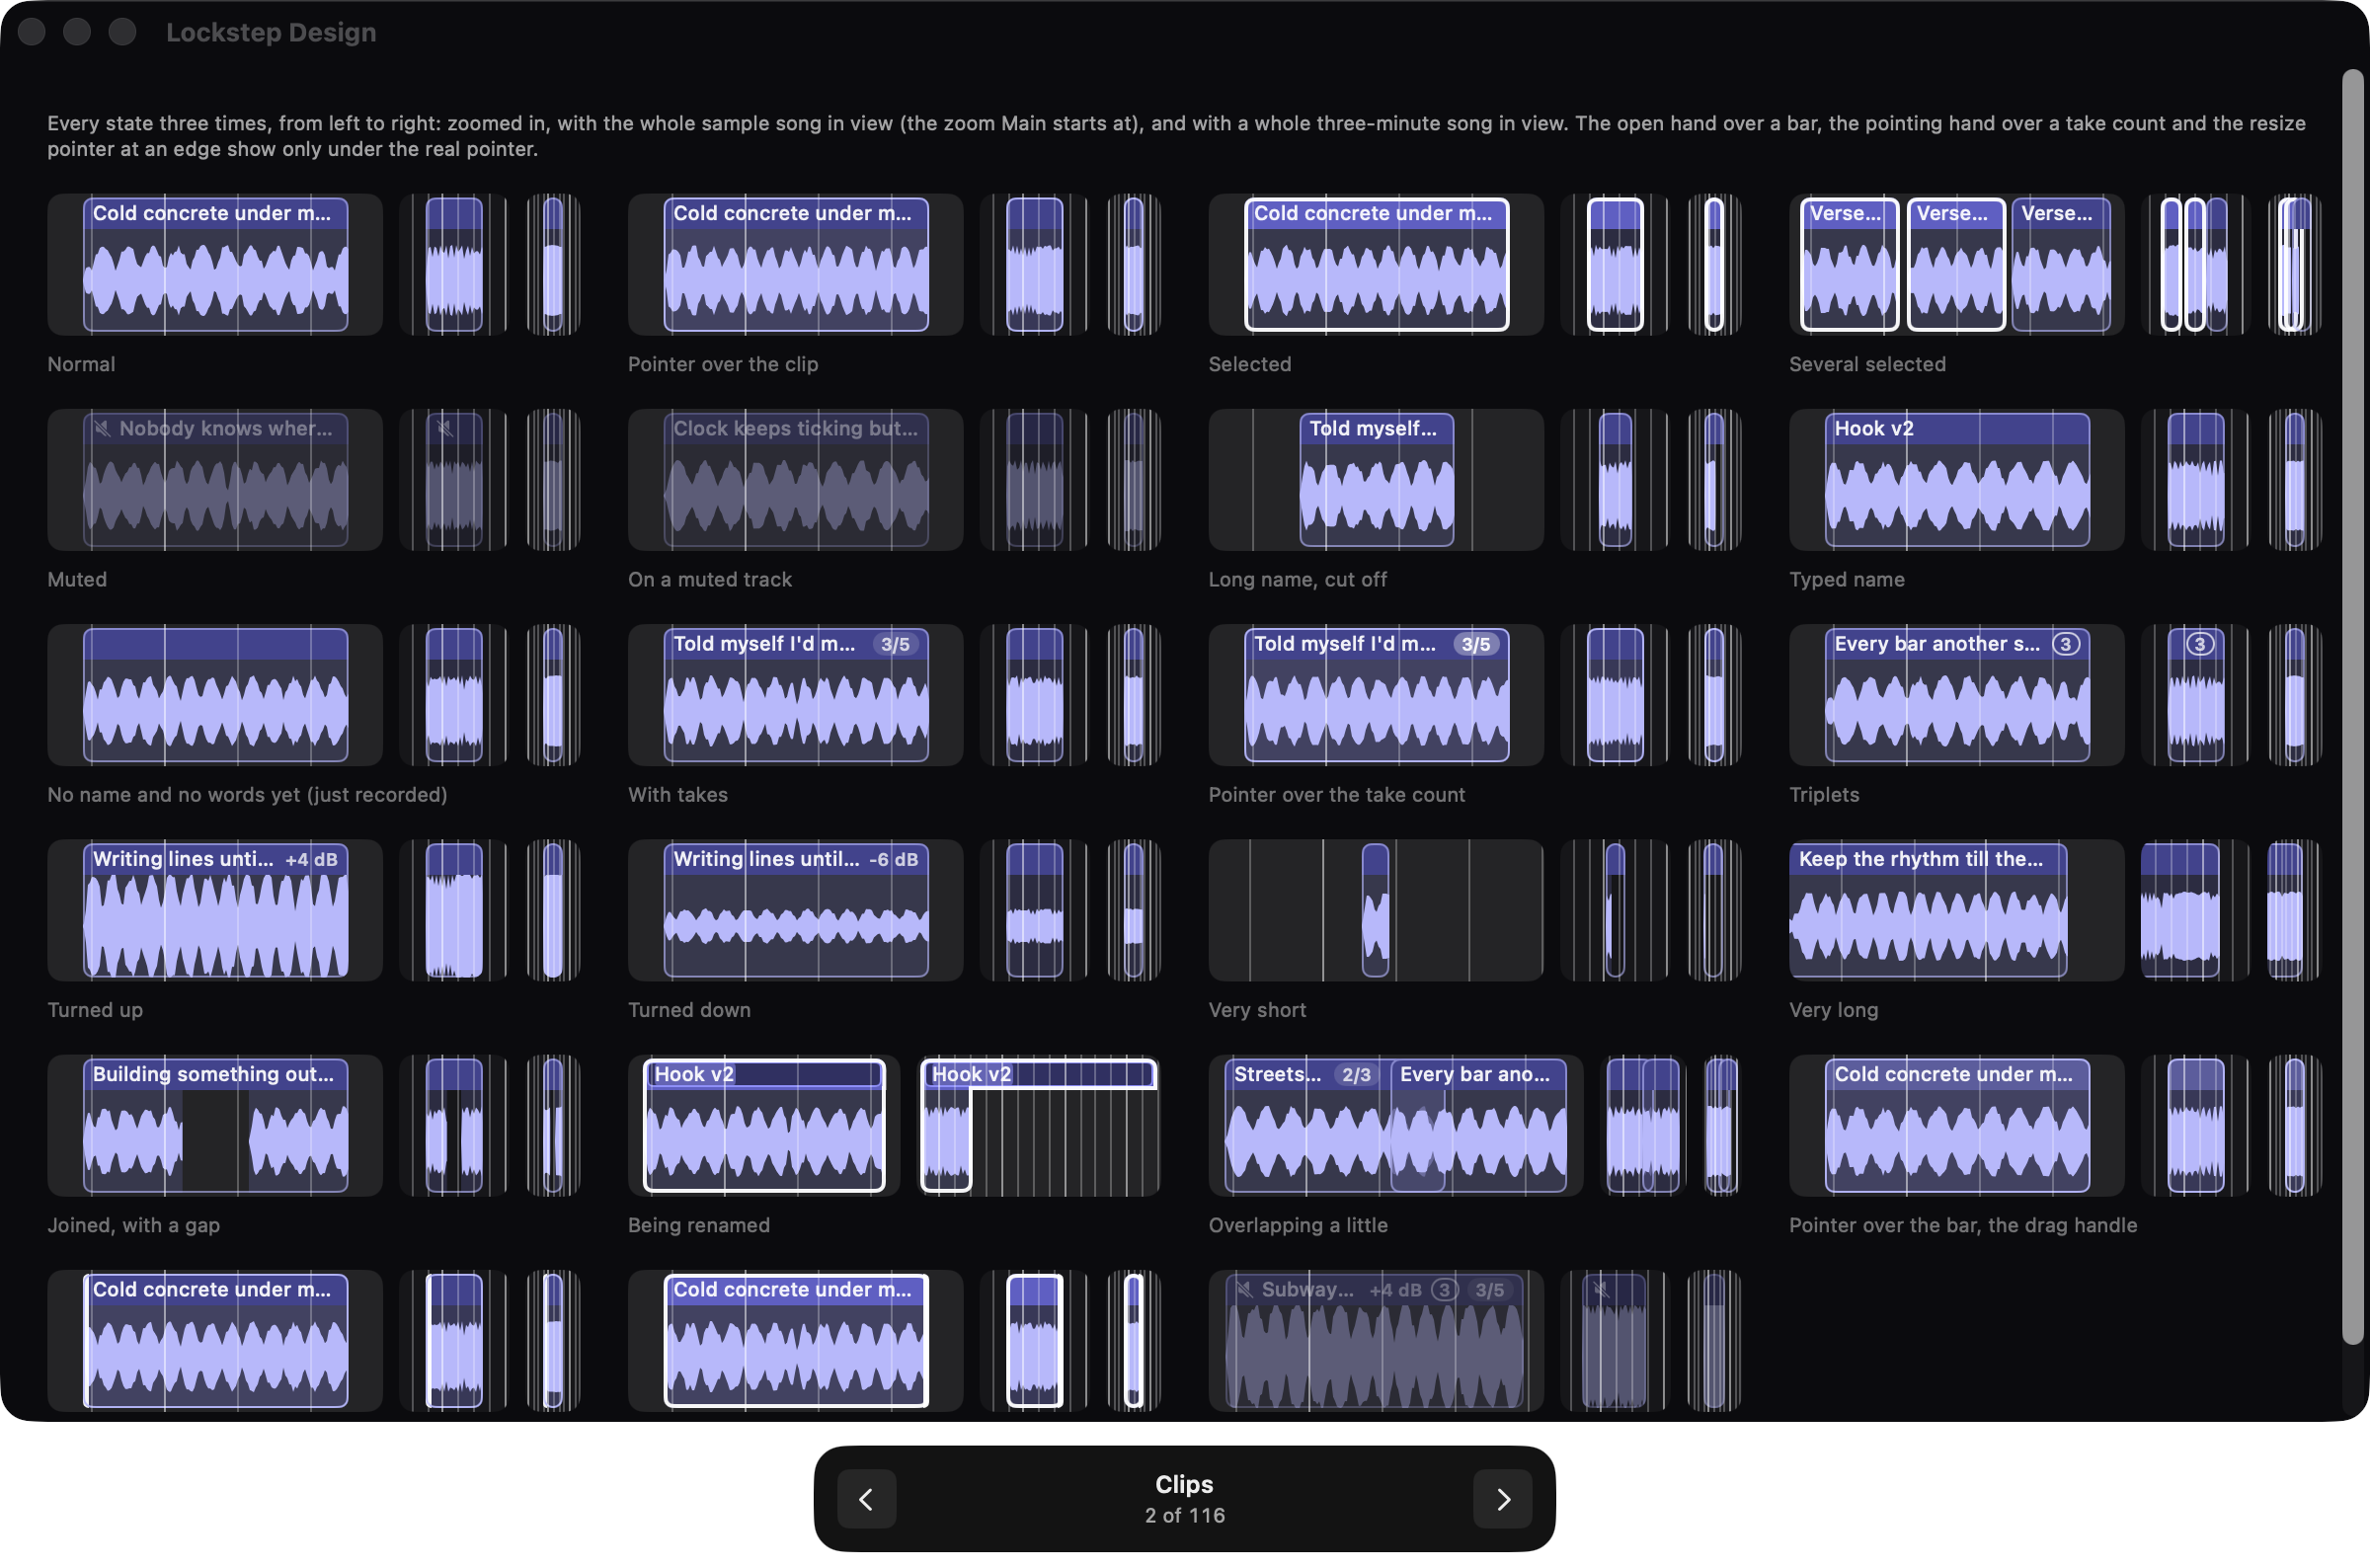 Lockstep Design
Every state three times, from left to right: zoomed in, with the whole sample song in view (the zoom Main starts at), and with a whole three-minute song in view. The open hand over a bar, the pointing hand over a take count and the resize
pointer at an edge show only under the real pointer.
Cold concrete under m...
Cold concrete under m...
Cold concrete under m...
Verse... Verse... Verse...
Normal
Pointer over the clip
Selected
Several selected
Nobody knows wher...
Clock keeps ticking but...
Told myself...
Hook v2
Muted
On a muted track
Long name, cut off
Typed name
Told myself I'd m... 3/5
Told myself I'd m... 3/5
Every bar another s... 3
3
No name and no words yet (just recorded)
With takes
Pointer over the take count
Triplets
Writing lines unti... +4 dB
Writing lines until... -6 dB
Keep the rhythm till the...
Turned up
Turned down
Very short
Very long
Building something out...
Hook v2
Hook v2
Streets... 2/3 Every bar ano...
Cold concrete under m...
Joined, with a gap
Being renamed
Overlapping a little
Pointer over the bar, the drag handle
Cold concrete under m...
Cold concrete under m...
Subway... +4 dB 3 3/5
Clips
2 of 116